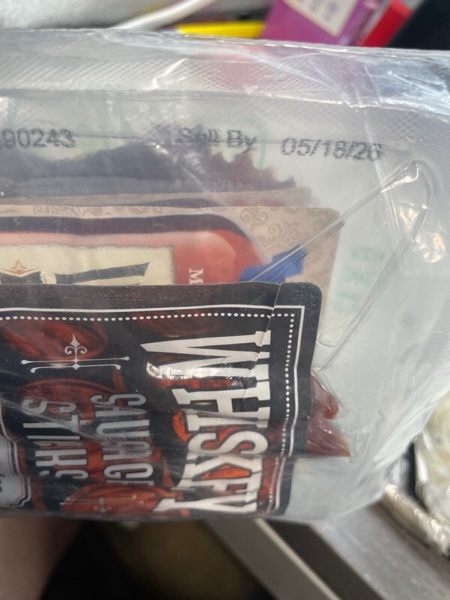 90243 Sell By 05/18/26
WHISKEY
SAUSAGE
STICKS